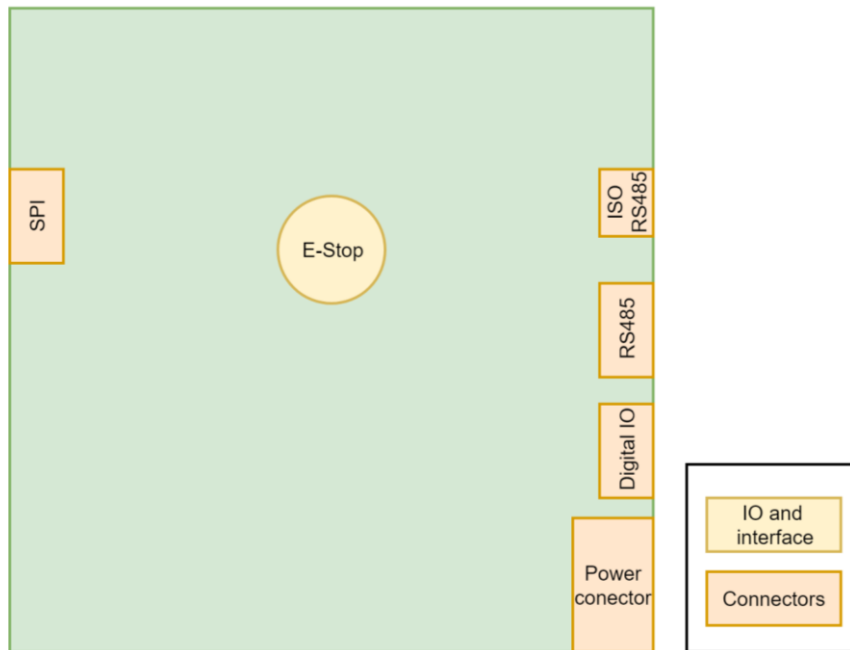 SPI
E-Stop
ISO
RS485
RS485
Digital IO
Power
conector
IO and
interface
Connectors